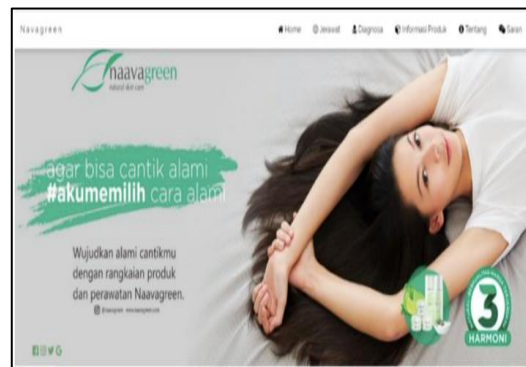 Navagreen
Home Jerawat Diagnosa Informasi Produk Tentang Saran
naavagreen
natural skin care
agar bisa cantik alami
#akumemilih cara alami
Wujudkan alami cantikmu
dengan rangkaian produk
dan perawatan Naavagreen.
3
HARMONI